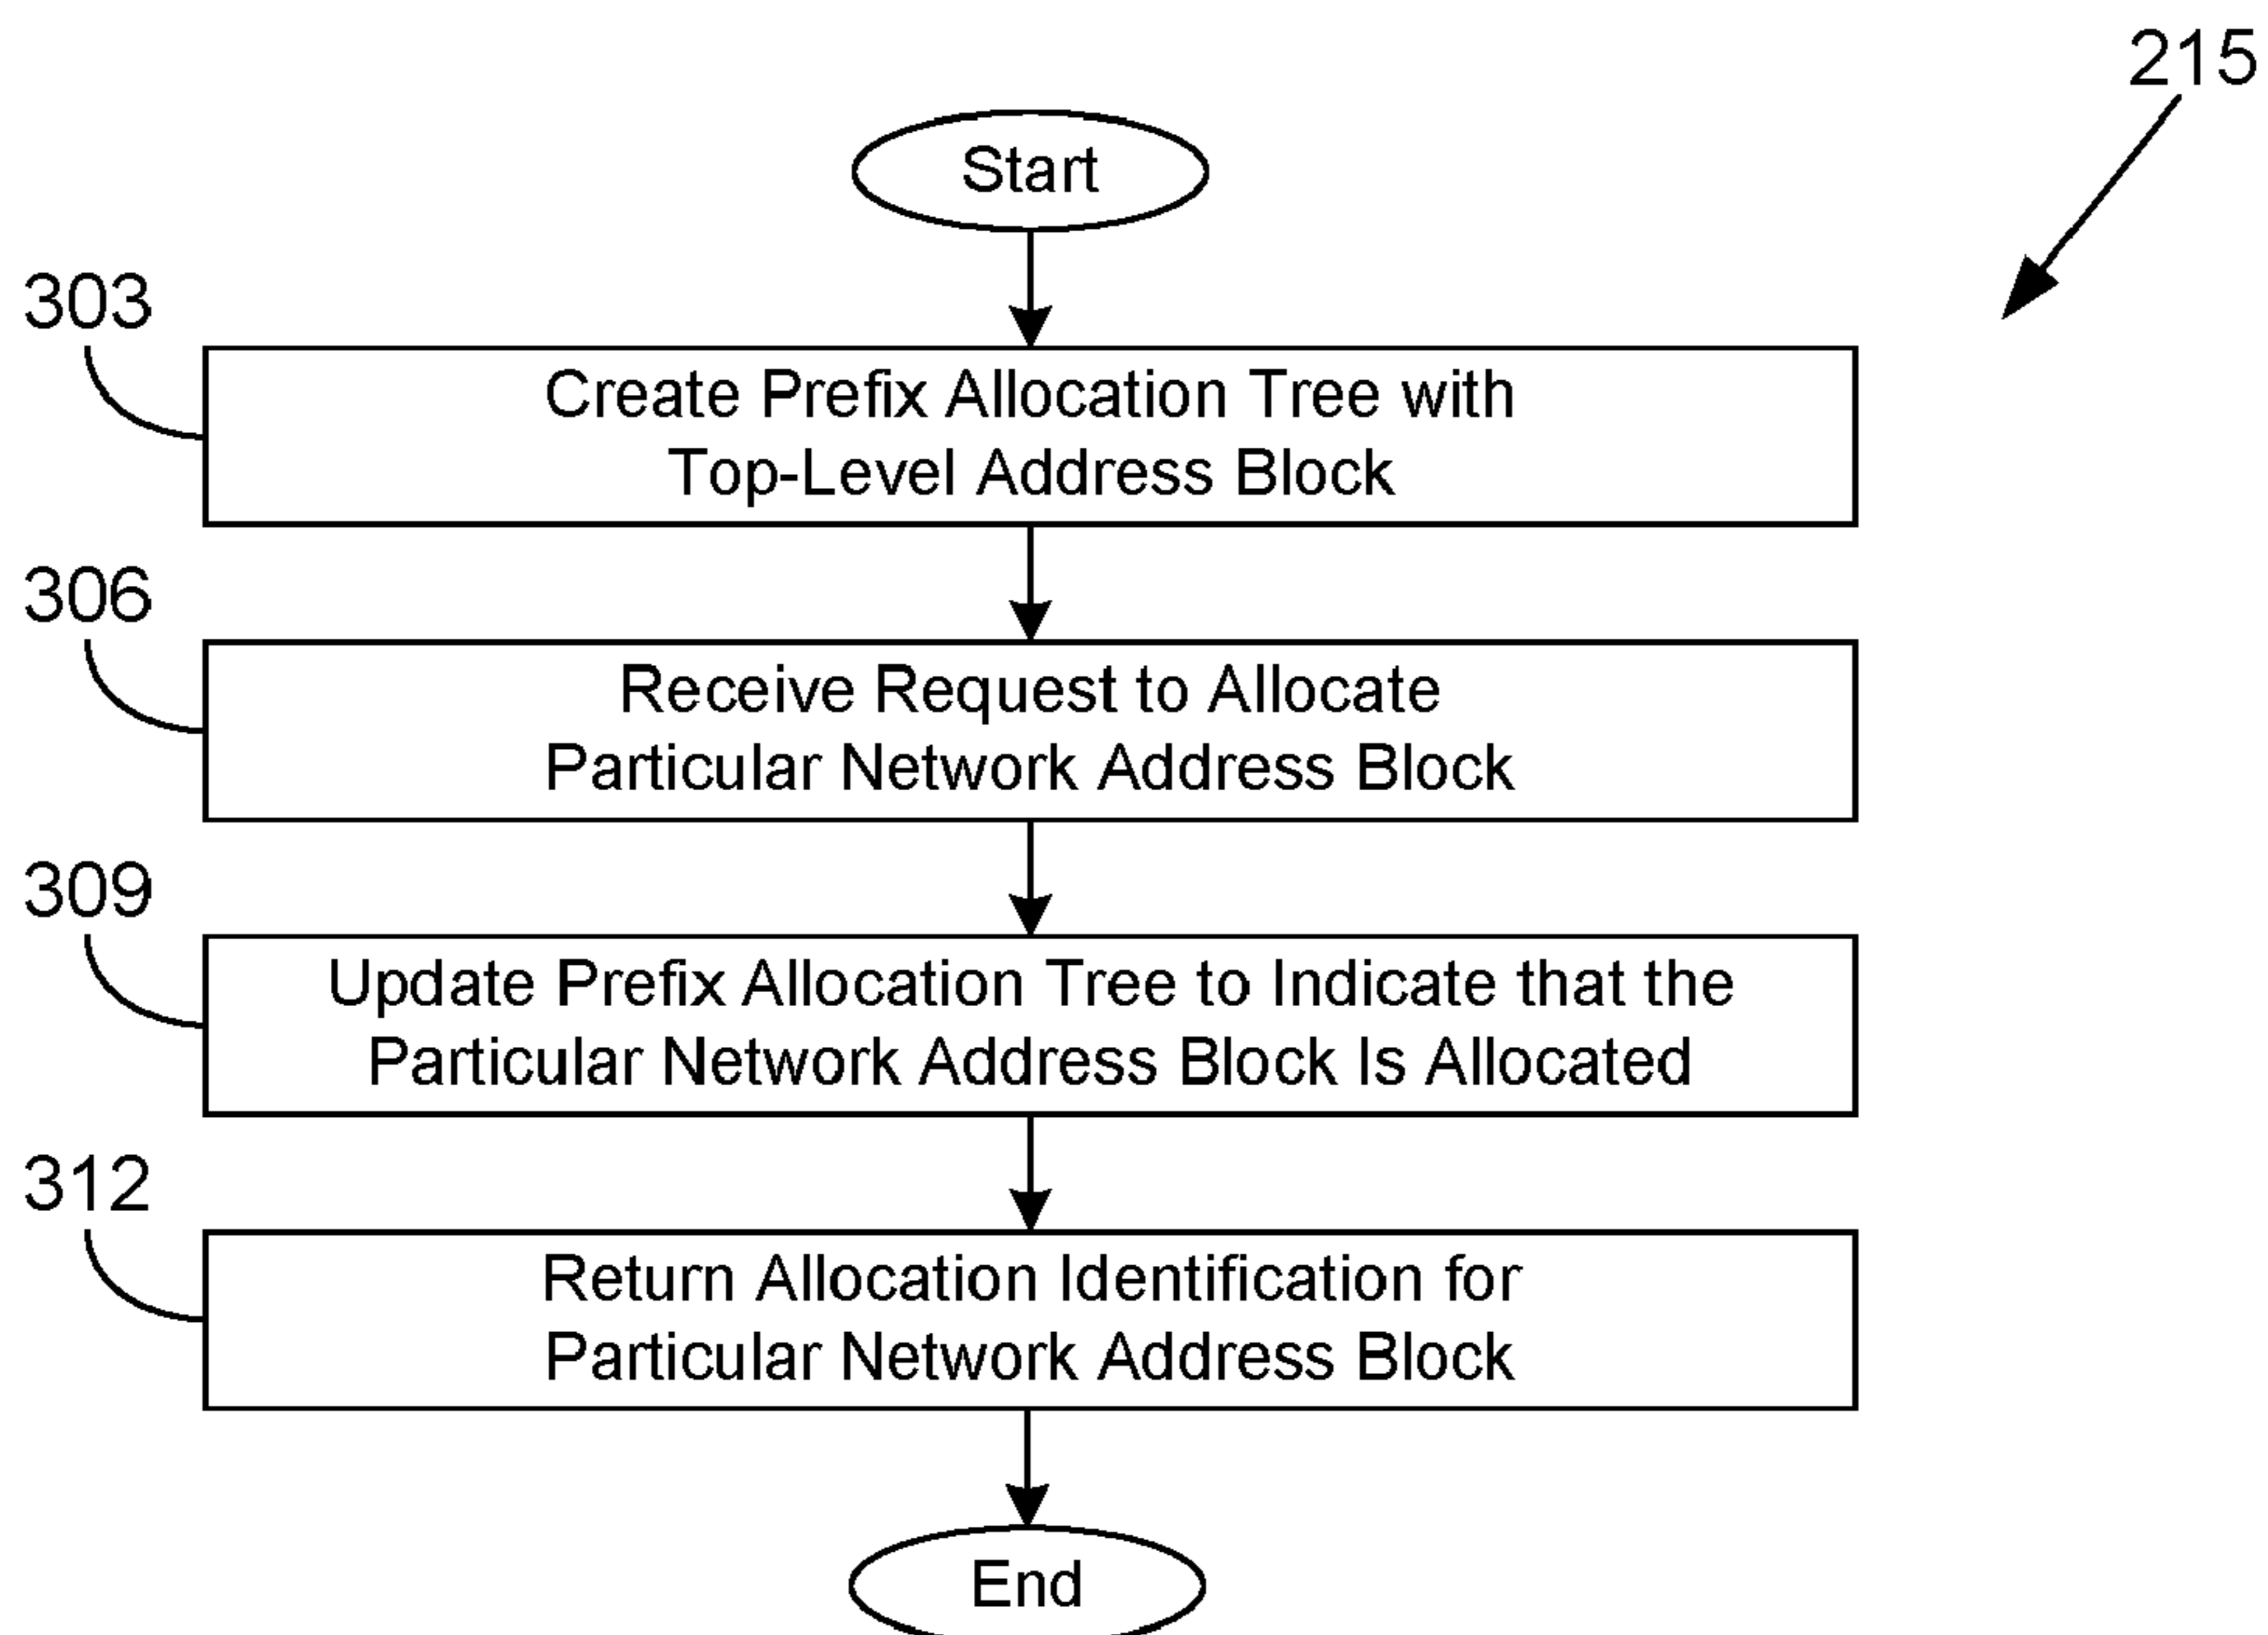 215
Start
303
Create Prefix Allocation Tree with
Top-Level Address Block
306
Receive Request to Allocate
Particular Network Address Block
309
Update Prefix Allocation Tree to Indicate that the
Particular Network Address Block Is Allocated
312
Return Allocation Identification for
Particular Network Address Block
End